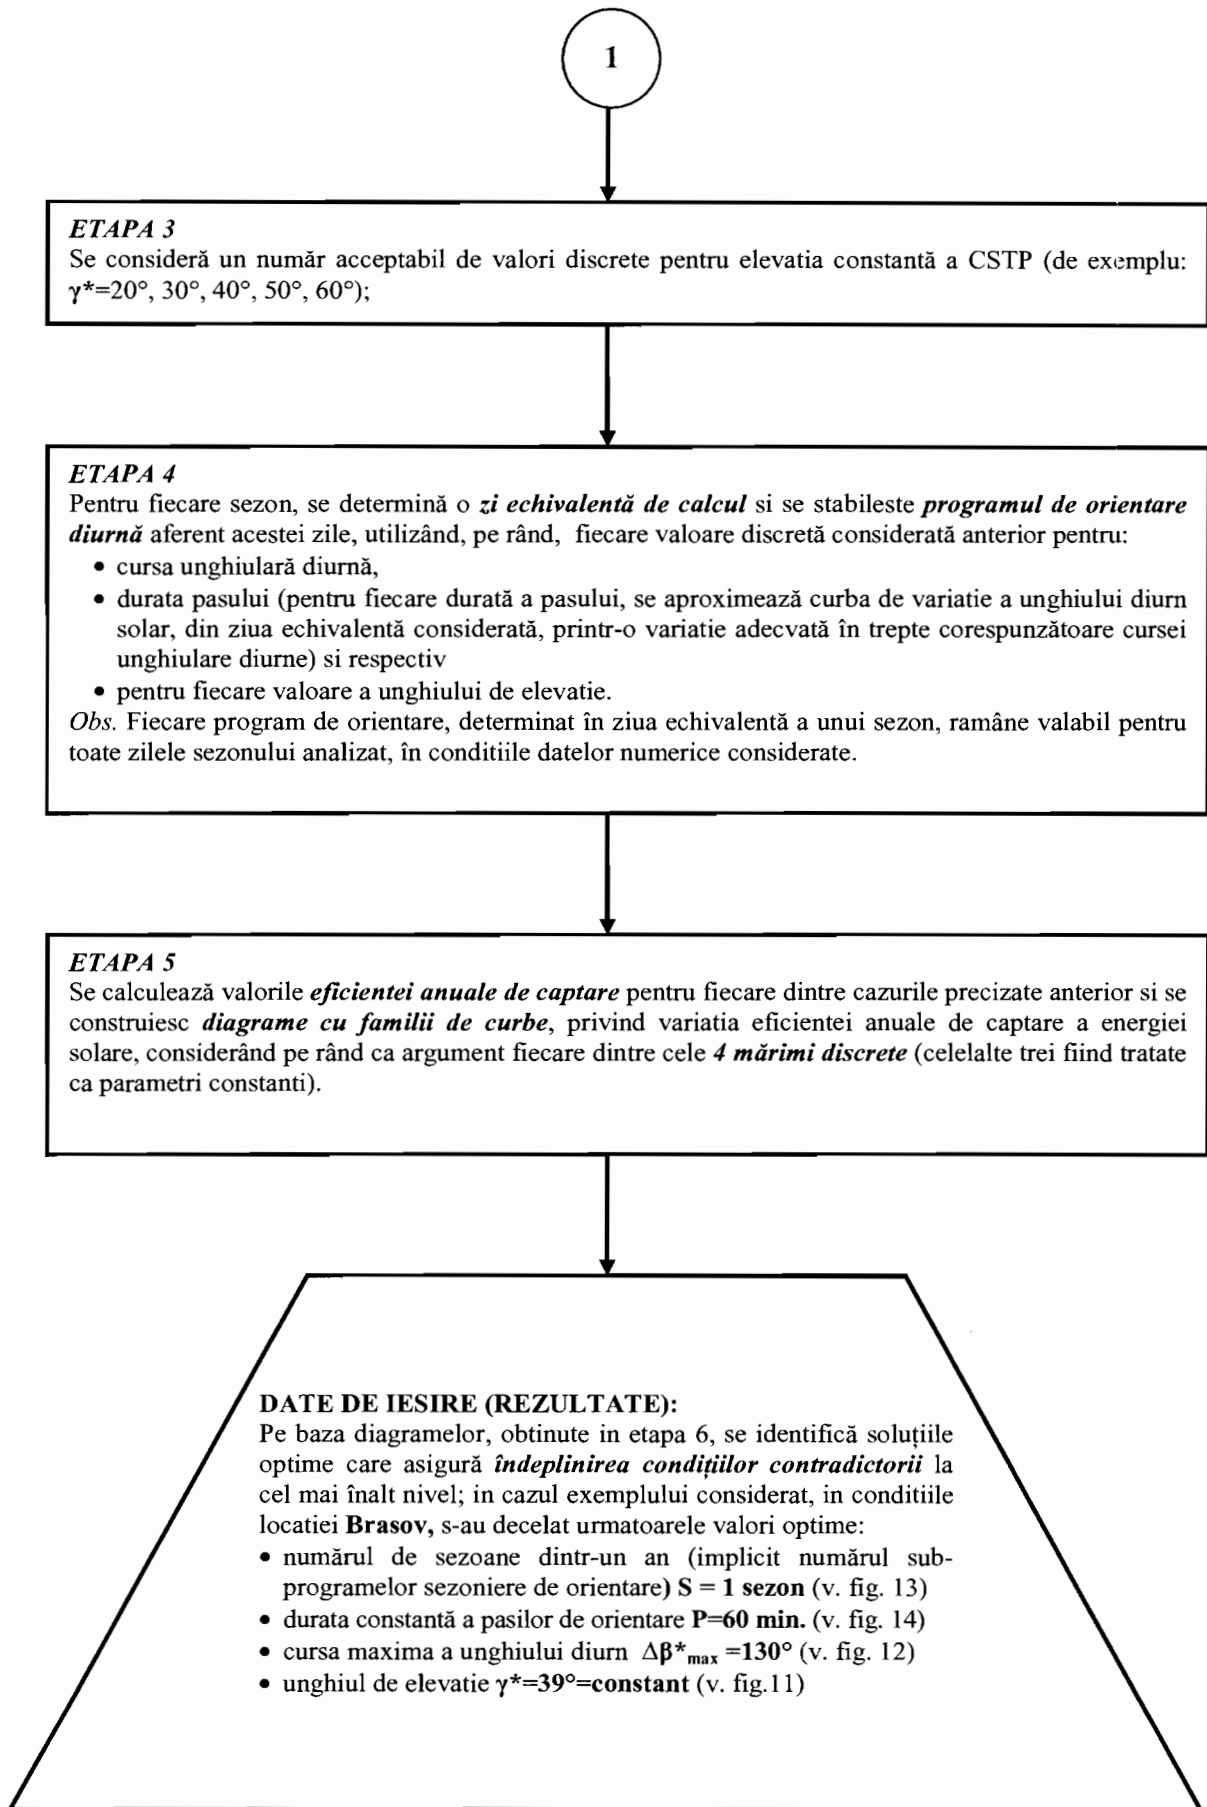 1
ETAPA 3
Se consideră un număr acceptabil de valori discrete pentru elevatia constantă a CSTP (de exemplu:
γ*=20°, 30°, 40°, 50°, 60°);
ETAPA 4
Pentru fiecare sezon, se determină o zi echivalentă de calcul si se stabileste programul de orientare
diurnă aferent acestei zile, utilizând, pe rând, fiecare valoare discretă considerată anterior pentru:
• cursa unghiulară diurnă,
• durata pasului (pentru fiecare durată a pasului, se aproximează curba de variatie a unghiului diurn
solar, din ziua echivalentă considerată, printr-o variatie adecvată în trepte corespunzătoare cursei
unghiulare diurne) si respectiv
• pentru fiecare valoare a unghiului de elevatie.
Obs. Fiecare program de orientare, determinat în ziua echivalentă a unui sezon, ramâne valabil pentru
toate zilele sezonului analizat, în conditiile datelor numerice considerate.
ETAPA 5
Se calculează valorile eficientei anuale de captare pentru fiecare dintre cazurile precizate anterior si se
construiesc diagrame cu familii de curbe, privind variatia eficientei anuale de captare a energiei
solare, considerând pe rând ca argument fiecare dintre cele 4 mărimi discrete (celelalte trei fiind tratate
ca parametri constanti).
DATE DE IESIRE (REZULTATE):
Pe baza diagramelor, obtinute in etapa 6, se identifică soluțiile
optime care asigură îndeplinirea condițiilor contradictorii la
cel mai înalt nivel; in cazul exemplului considerat, in conditiile
locatiei Brasov, s-au decelat urmatoarele valori optime:
• numărul de sezoane dintr-un an (implicit numărul sub-
programelor sezoniere de orientare) S = 1 sezon (v. fig. 13)
• durata constantă a pasilor de orientare P=60 min. (v. fig. 14)
• cursa maxima a unghiului diurn Δβ*max =130° (v. fig. 12)
• unghiul de elevatie γ*=39°=constant (v. fig.11)